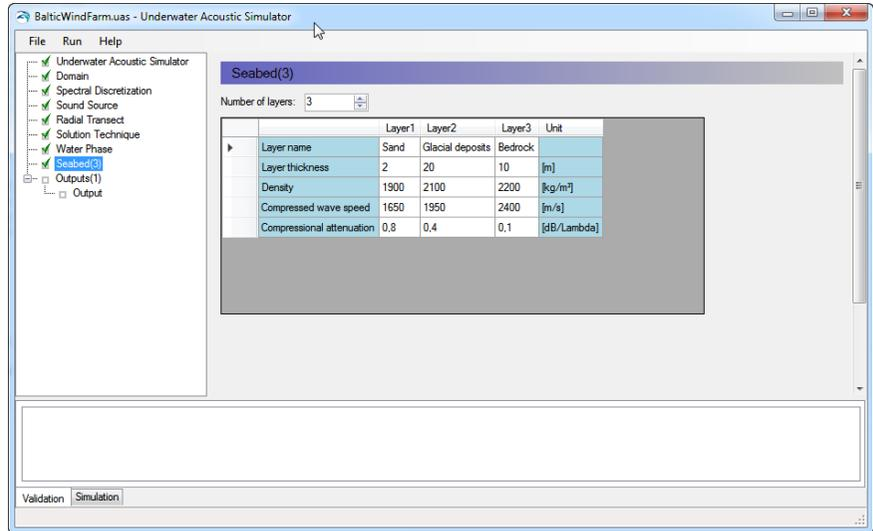 BalticWindFarm.uas - Underwater Acoustic Simulator
File Run Help
Underwater Acoustic Simulator
Domain
Spectral Discretization
Sound Source
Radial Transect
Solution Technique
Water Phase
Seabed(3)
Outputs(1)
Output
Seabed(3)
Number of layers: 3
Layer1 Layer2 Layer3 Unit
Layer name Sand Glacial deposits Bedrock
Layer thickness 2 20 10 [m]
Density 1900 2100 2200 [kg/m³]
Compressed wave speed 1650 1950 2400 [m/s]
Compressional attenuation 0,8 0,4 0,1 [dB/Lambda]
Validation Simulation